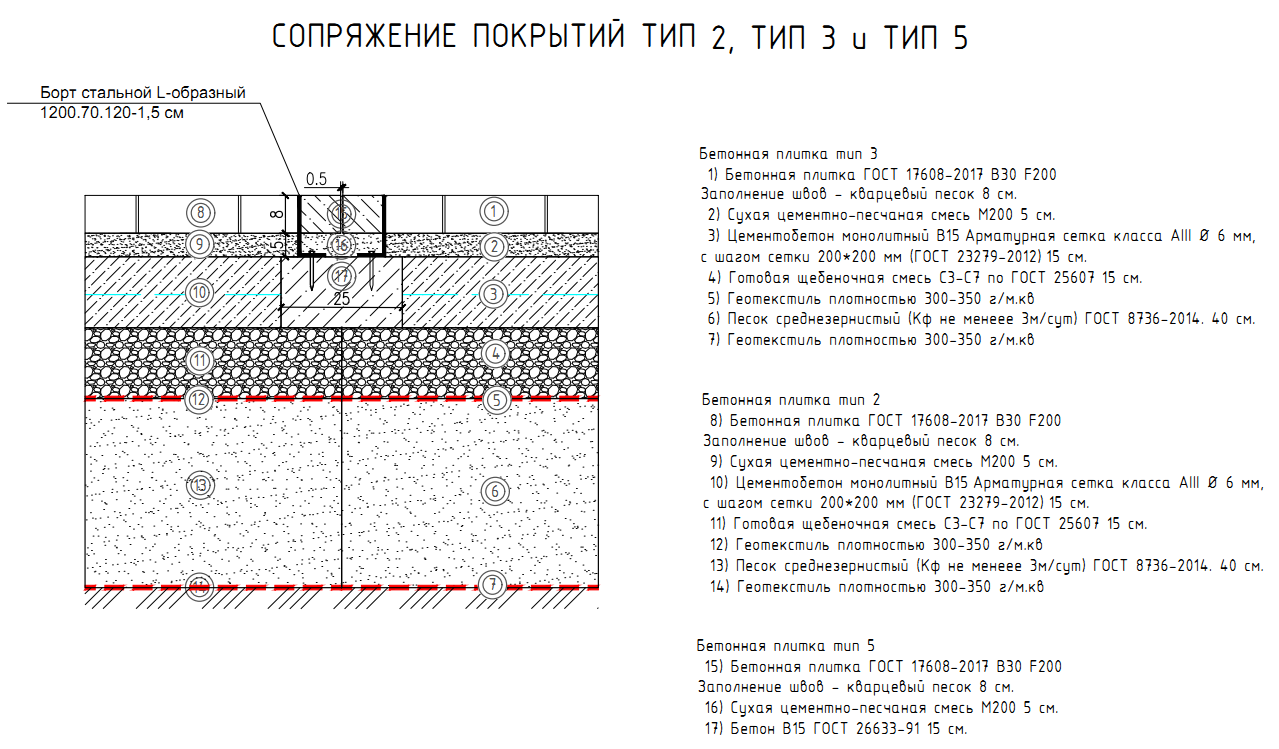 СОПРЯЖЕНИЕ ПОКРЫТИЙ ТИП 2, ТИП 3 и ТИП 5
Борт стальной L-образный
1200.70.120-1,5 см
0.5
8
8
15
1
9
5
16
2
17
10
25
3
11
4
12
5
13
6
14
7
Бетонная плитка тип 3
1) Бетонная плитка ГОСТ 17608-2017 В30 F200
Заполнение швов - кварцевый песок 8 см.
2) Сухая цементно-песчаная смесь М200 5 см.
3) Цементобетон монолитный В15 Арматурная сетка класса АIII Ø 6 мм,
с шагом сетки 200*200 мм (ГОСТ 23279-2012) 15 см.
4) Готовая щебеночная смесь С3-С7 по ГОСТ 25607 15 см.
5) Геотекстиль плотностью 300-350 г/м.кв
6) Песок среднезернистый (Кф не менеее 3м/сут) ГОСТ 8736-2014. 40 см.
7) Геотекстиль плотностью 300-350 г/м.кв
Бетонная плитка тип 2
8) Бетонная плитка ГОСТ 17608-2017 В30 F200
Заполнение швов - кварцевый песок 8 см.
9) Сухая цементно-песчаная смесь М200 5 см.
10) Цементобетон монолитный В15 Арматурная сетка класса АIII Ø 6 мм,
с шагом сетки 200*200 мм (ГОСТ 23279-2012) 15 см.
11) Готовая щебеночная смесь С3-С7 по ГОСТ 25607 15 см.
12) Геотекстиль плотностью 300-350 г/м.кв
13) Песок среднезернистый (Кф не менеее 3м/сут) ГОСТ 8736-2014. 40 см.
14) Геотекстиль плотностью 300-350 г/м.кв
Бетонная плитка тип 5
15) Бетонная плитка ГОСТ 17608-2017 В30 F200
Заполнение швов - кварцевый песок 8 см.
16) Сухая цементно-песчаная смесь М200 5 см.
17) Бетон В15 ГОСТ 26633-91 15 см.